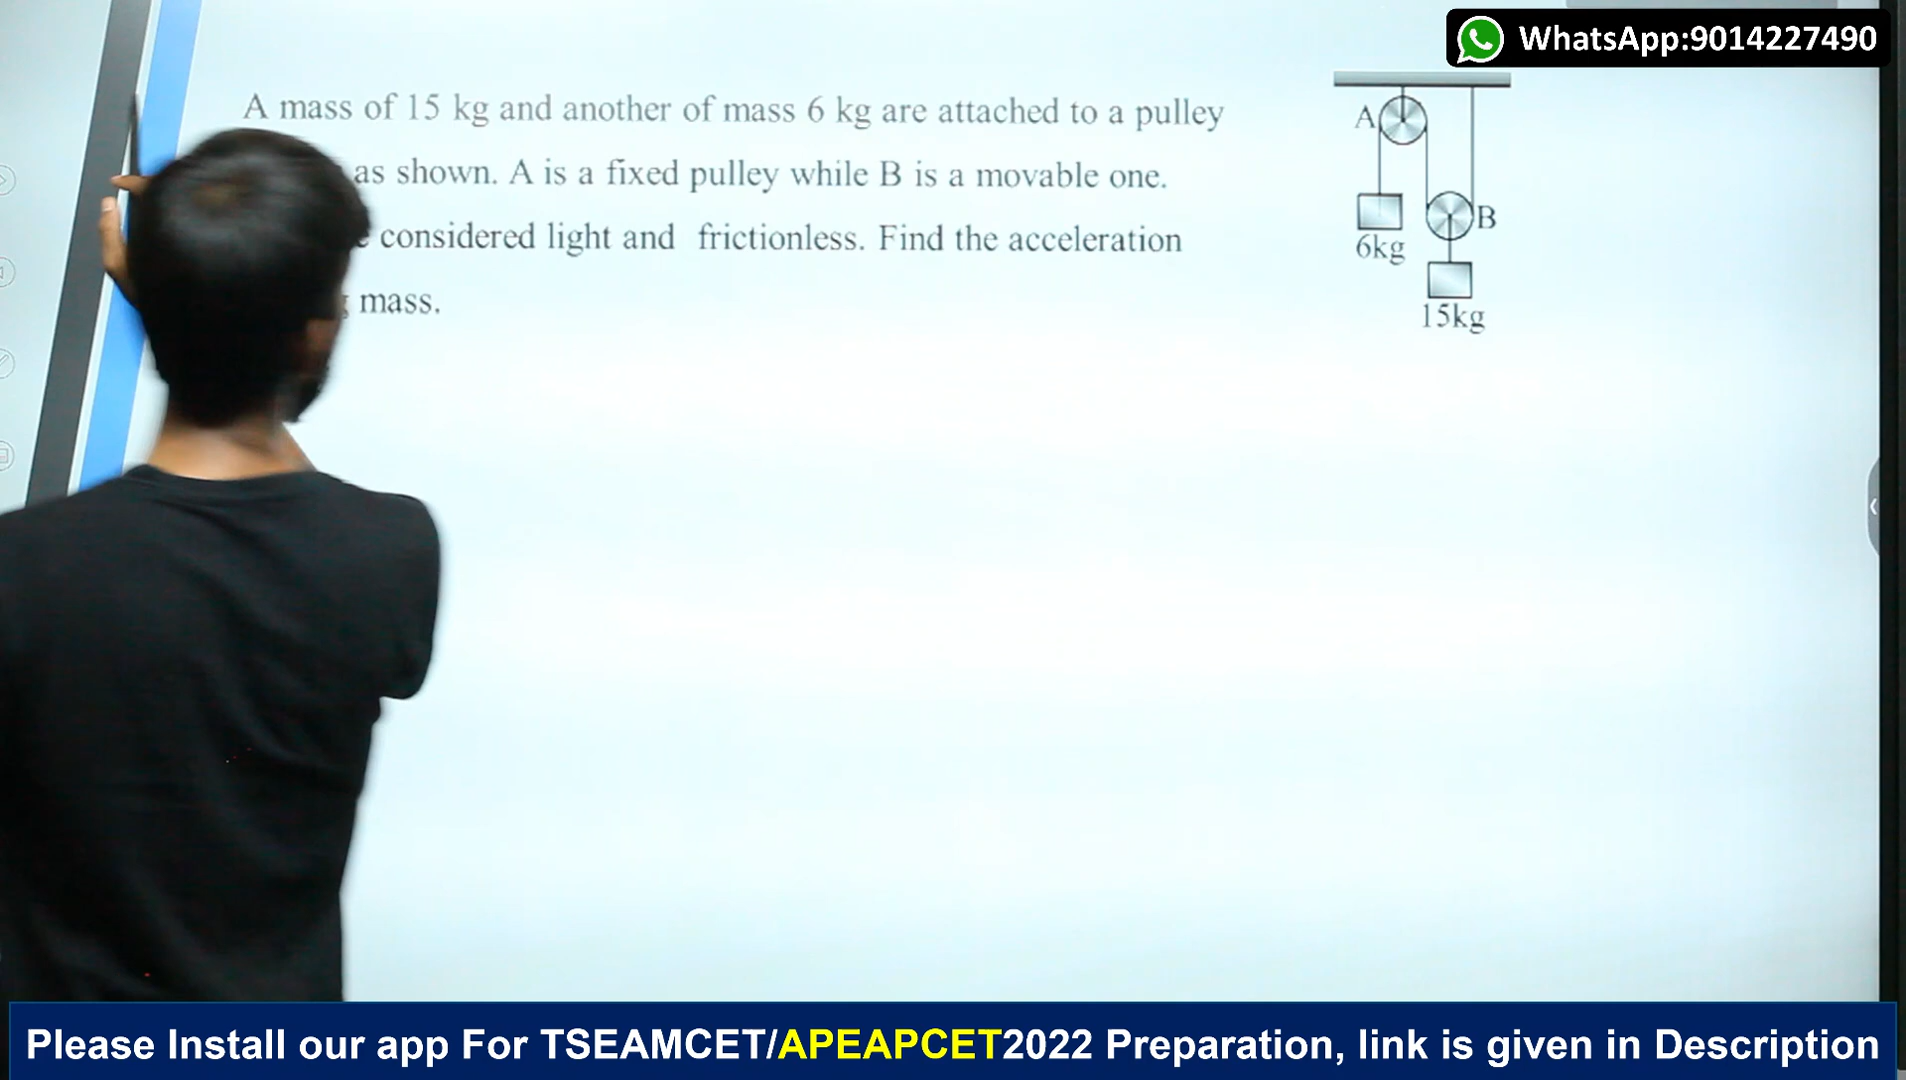 WhatsApp:9014227490
A mass of 15 kg and another of mass 6 kg are attached to a pulley
as shown. A is a fixed pulley while B is a movable one.
considered light and frictionless. Find the acceleration
mass.
A
B
6kg
15kg
Please Install our app For TSEAMCET/APEAPCET2022 Preparation, link is given in Description